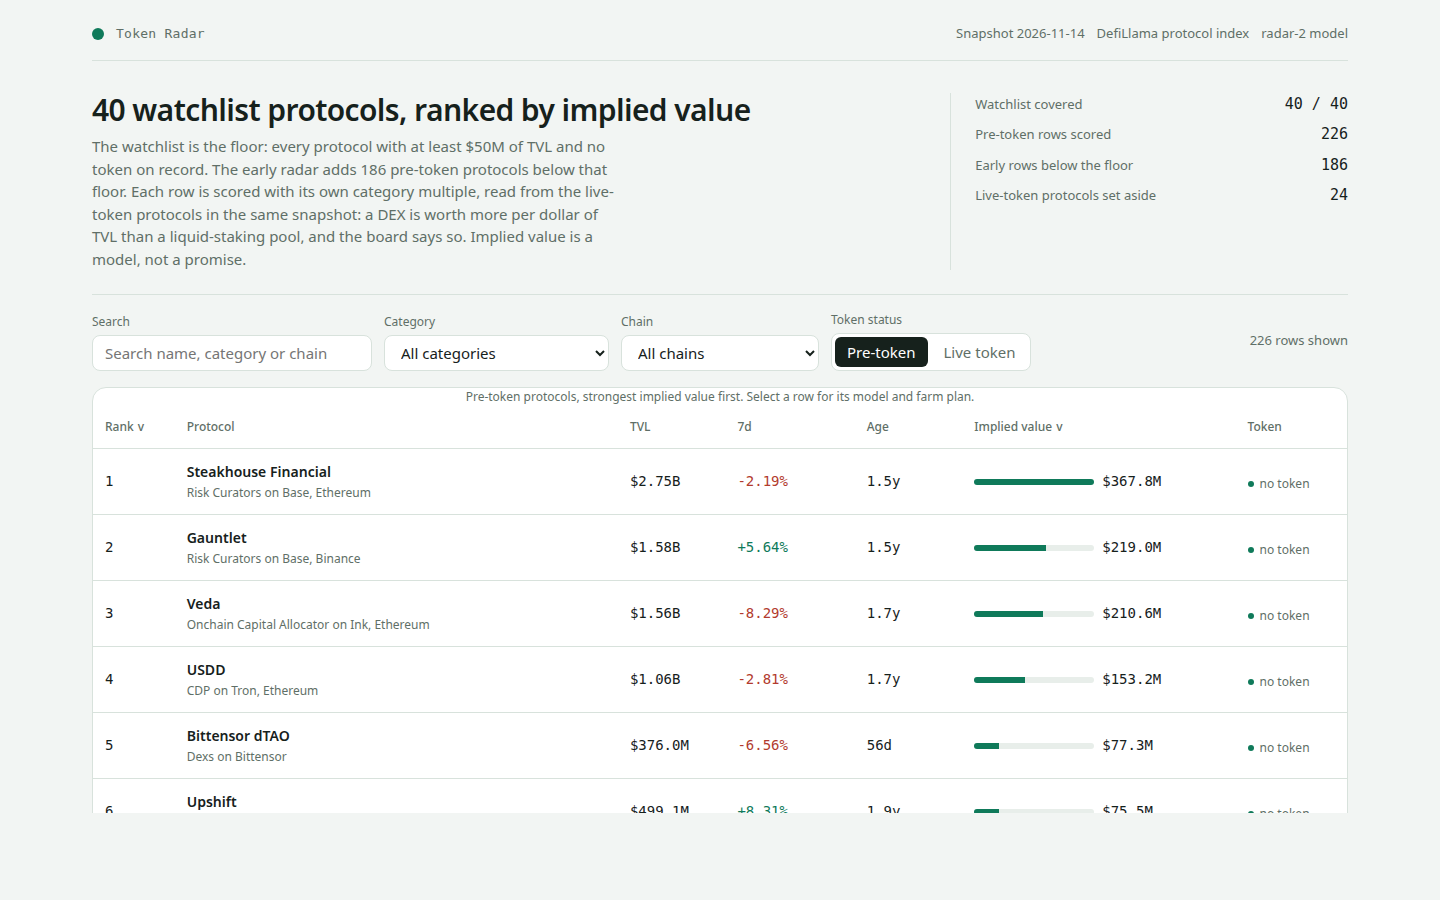 Token Radar
Snapshot 2026-11-14 DefiLlama protocol index radar-2 model
40 watchlist protocols, ranked by implied value
The watchlist is the floor: every protocol with at least $50M of TVL and no
token on record. The early radar adds 186 pre-token protocols below that
floor. Each row is scored with its own category multiple, read from the live-
token protocols in the same snapshot: a DEX is worth more per dollar of
TVL than a liquid-staking pool, and the board says so. Implied value is a
model, not a promise.
Watchlist covered 40 / 40
Pre-token rows scored 226
Early rows below the floor 186
Live-token protocols set aside 24
Search
Search name, category or chain
Category
All categories
Chain
All chains
Token status
Pre-token Live token
226 rows shown
Pre-token protocols, strongest implied value first. Select a row for its model and farm plan.
Rank v Protocol TVL 7d Age Implied value v Token
1 Steakhouse Financial $2.75B -2.19% 1.5y $367.8M no token
Risk Curators on Base, Ethereum
2 Gauntlet $1.58B +5.64% 1.5y $219.0M no token
Risk Curators on Base, Binance
3 Veda $1.56B -8.29% 1.7y $210.6M no token
Onchain Capital Allocator on Ink, Ethereum
4 USDD $1.06B -2.81% 1.7y $153.2M no token
CDP on Tron, Ethereum
5 Bittensor dTAO $376.0M -6.56% 56d $77.3M no token
Dexs on Bittensor
6 Upshift $499.1M +8.31% 1.9y $75.5M no token